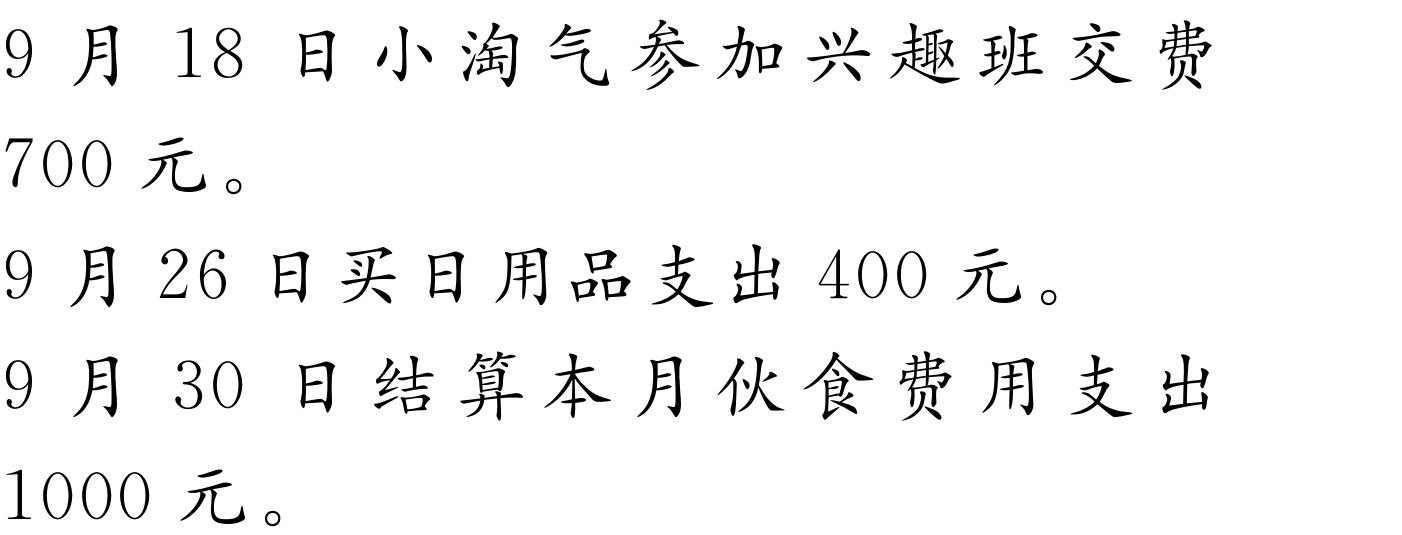 9 月 18 日小淘气参加兴趣班交费
700 元。
9 月 26 日买日用品支出 400 元。
9 月 30 日结算本月伙食费用支出
1000 元。